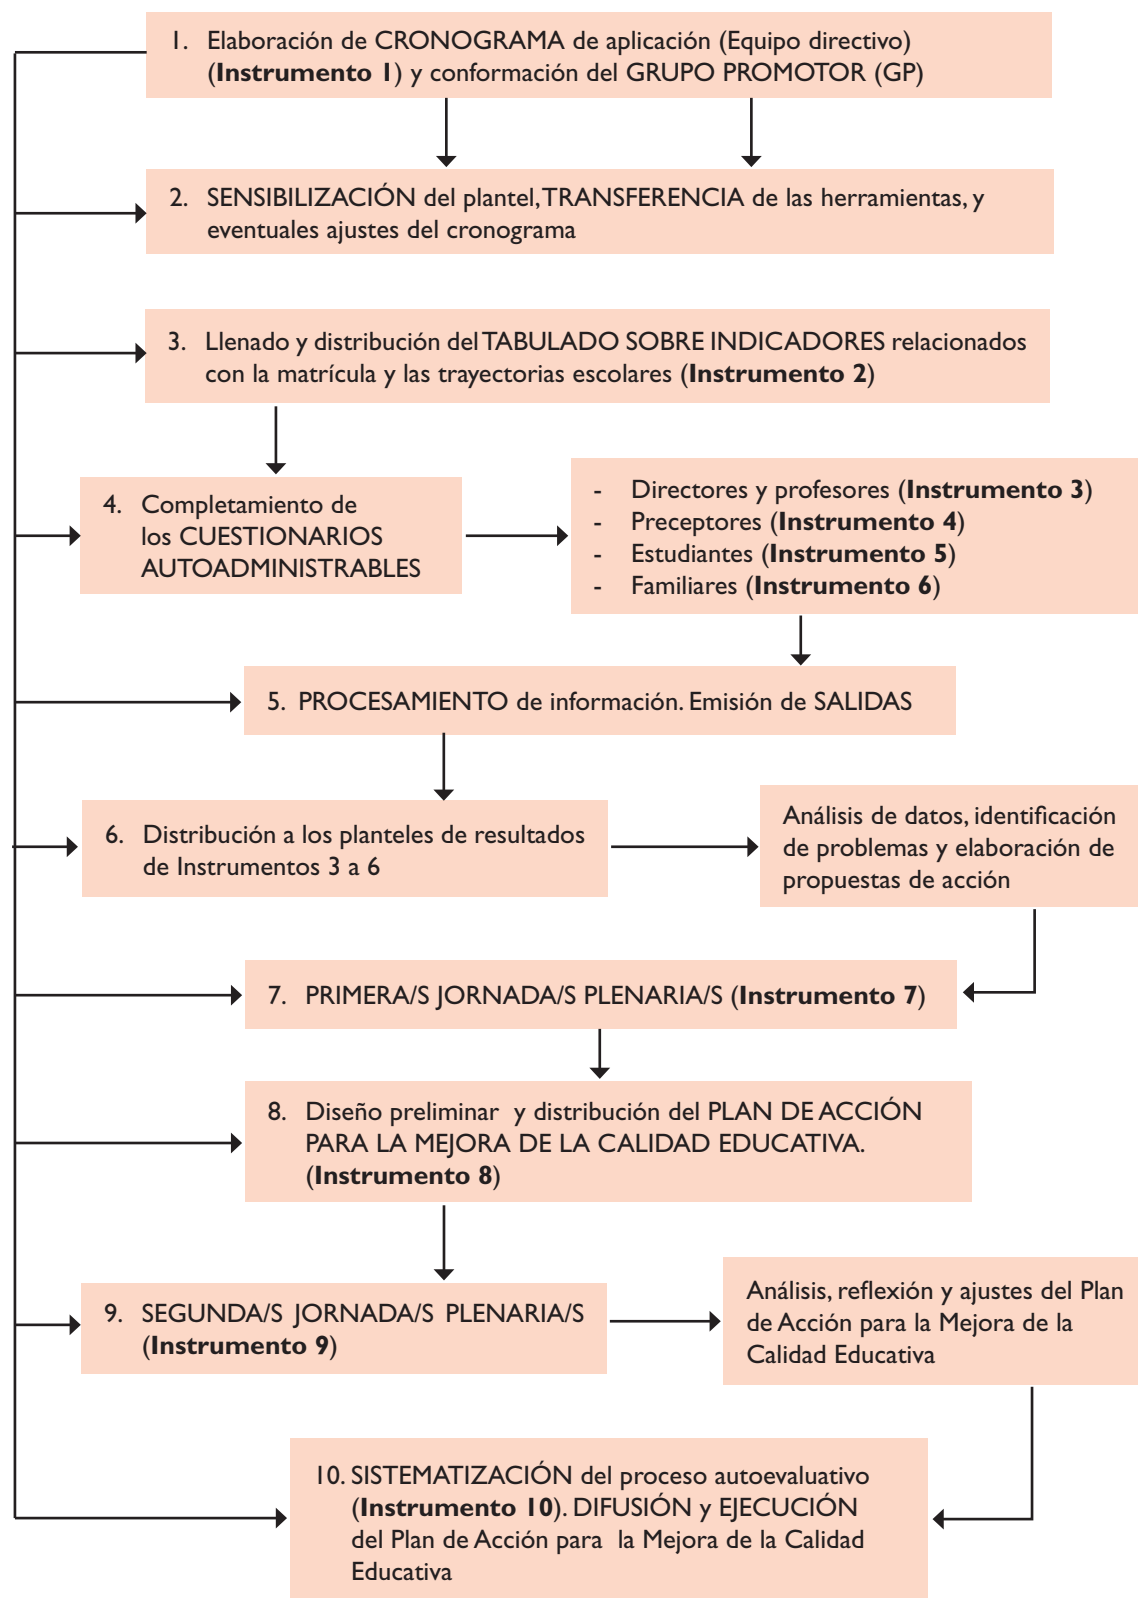 1. Elaboración de CRONOGRAMA de aplicación (Equipo directivo)
(Instrumento 1) y conformación del GRUPO PROMOTOR (GP)
2. SENSIBILIZACIÓN del plantel, TRANSFERENCIA de las herramientas, y
eventuales ajustes del cronograma
3. Llenado y distribución del TABULADO SOBRE INDICADORES relacionados
con la matrícula y las trayectorias escolares (Instrumento 2)
4. Completamiento de
los CUESTIONARIOS
AUTOADMINISTRABLES
- Directores y profesores (Instrumento 3)
- Preceptores (Instrumento 4)
- Estudiantes (Instrumento 5)
- Familiares (Instrumento 6)
5. PROCESAMIENTO de información. Emisión de SALIDAS
6. Distribución a los planteles de resultados
de Instrumentos 3 a 6
Análisis de datos, identificación
de problemas y elaboración de
propuestas de acción
7. PRIMERA/S JORNADA/S PLENARIA/S (Instrumento 7)
8. Diseño preliminar y distribución del PLAN DE ACCIÓN
PARA LA MEJORA DE LA CALIDAD EDUCATIVA.
(Instrumento 8)
9. SEGUNDA/S JORNADA/S PLENARIA/S
(Instrumento 9)
Análisis, reflexión y ajustes del Plan
de Acción para la Mejora de la
Calidad Educativa
10. SISTEMATIZACIÓN del proceso autoevaluativo
(Instrumento 10). DIFUSIÓN y EJECUCIÓN
del Plan de Acción para la Mejora de la Calidad
Educativa